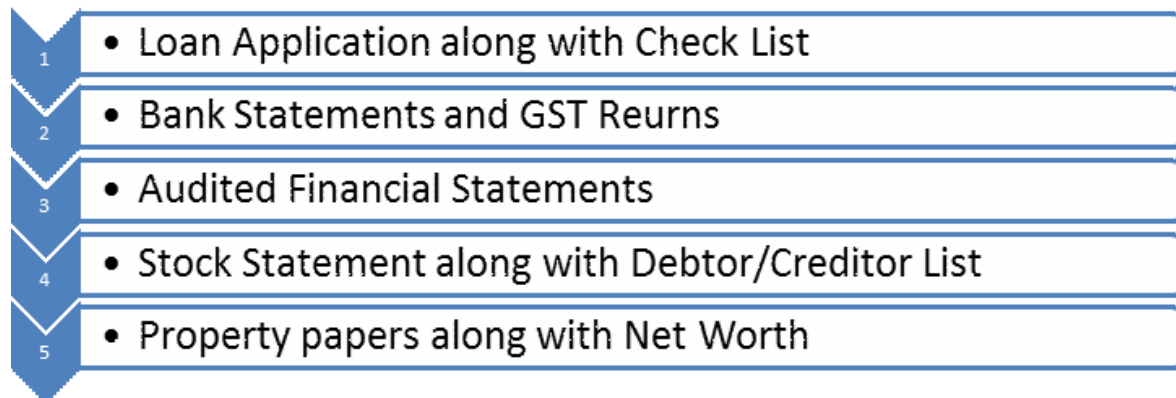 1 • Loan Application along with Check List
2 • Bank Statements and GST Reurns
3 • Audited Financial Statements
4 • Stock Statement along with Debtor/Creditor List
5 • Property papers along with Net Worth